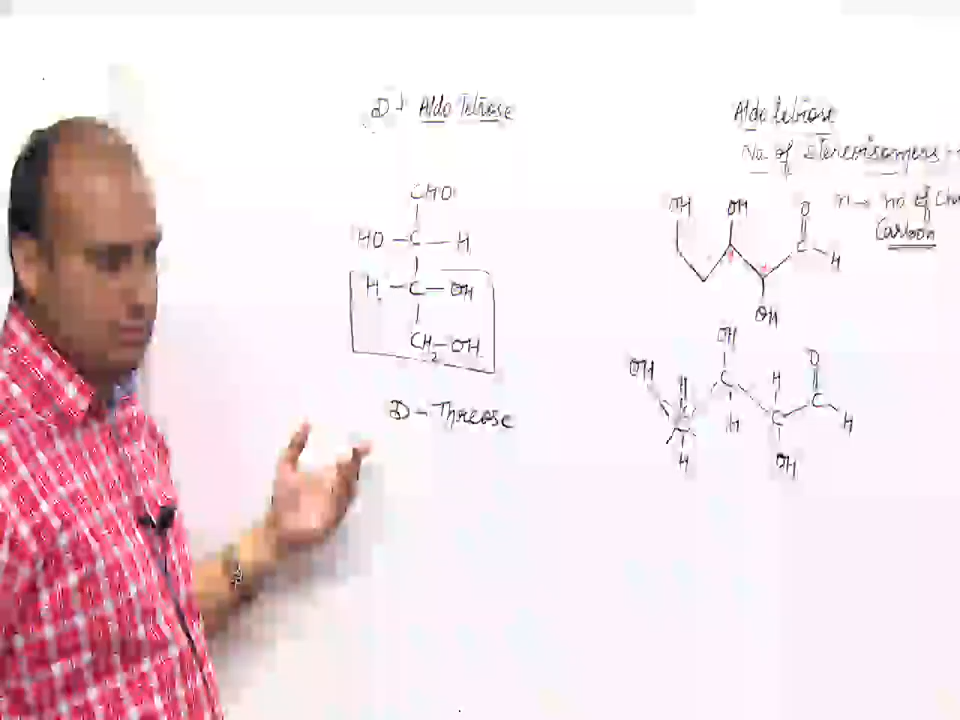 D Aldo Tetrose
CHO
HO – C – H
H – C – OH
CH2 – OH
D - Threose
Aldo tetrose
No of Stereoisomers -
n → no of
Carbon
OH
OH
O
C
H
OH
OH
O
OH
H
H
C
C
C
H
H
C
H
OH